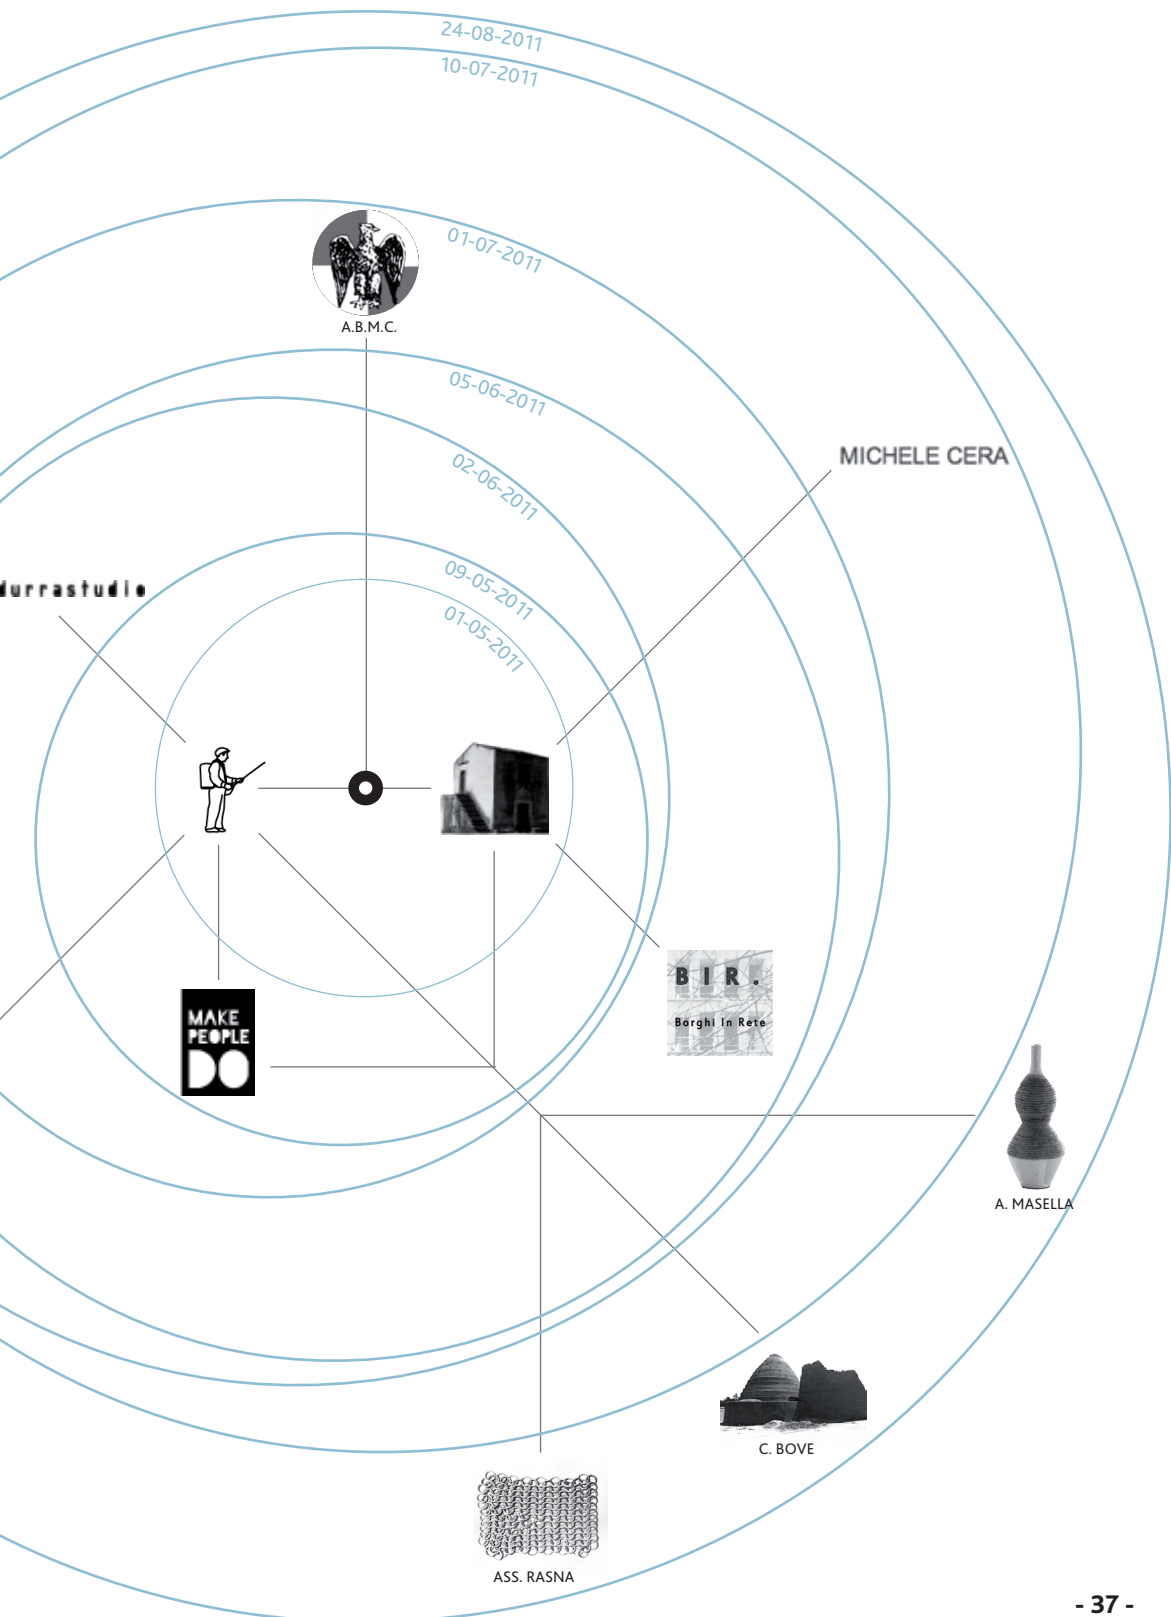 24-08-2011
10-07-2011
01-07-2011
A.B.M.C.
05-06-2011
MICHELE CERA
02-06-2011
09-05-2011
durrastudio
01-05-2011
BIR.
Borghi In Rete
MAKE
PEOPLE
DO
A. MASELLA
C. BOVE
ASS. RASNA
- 37 -